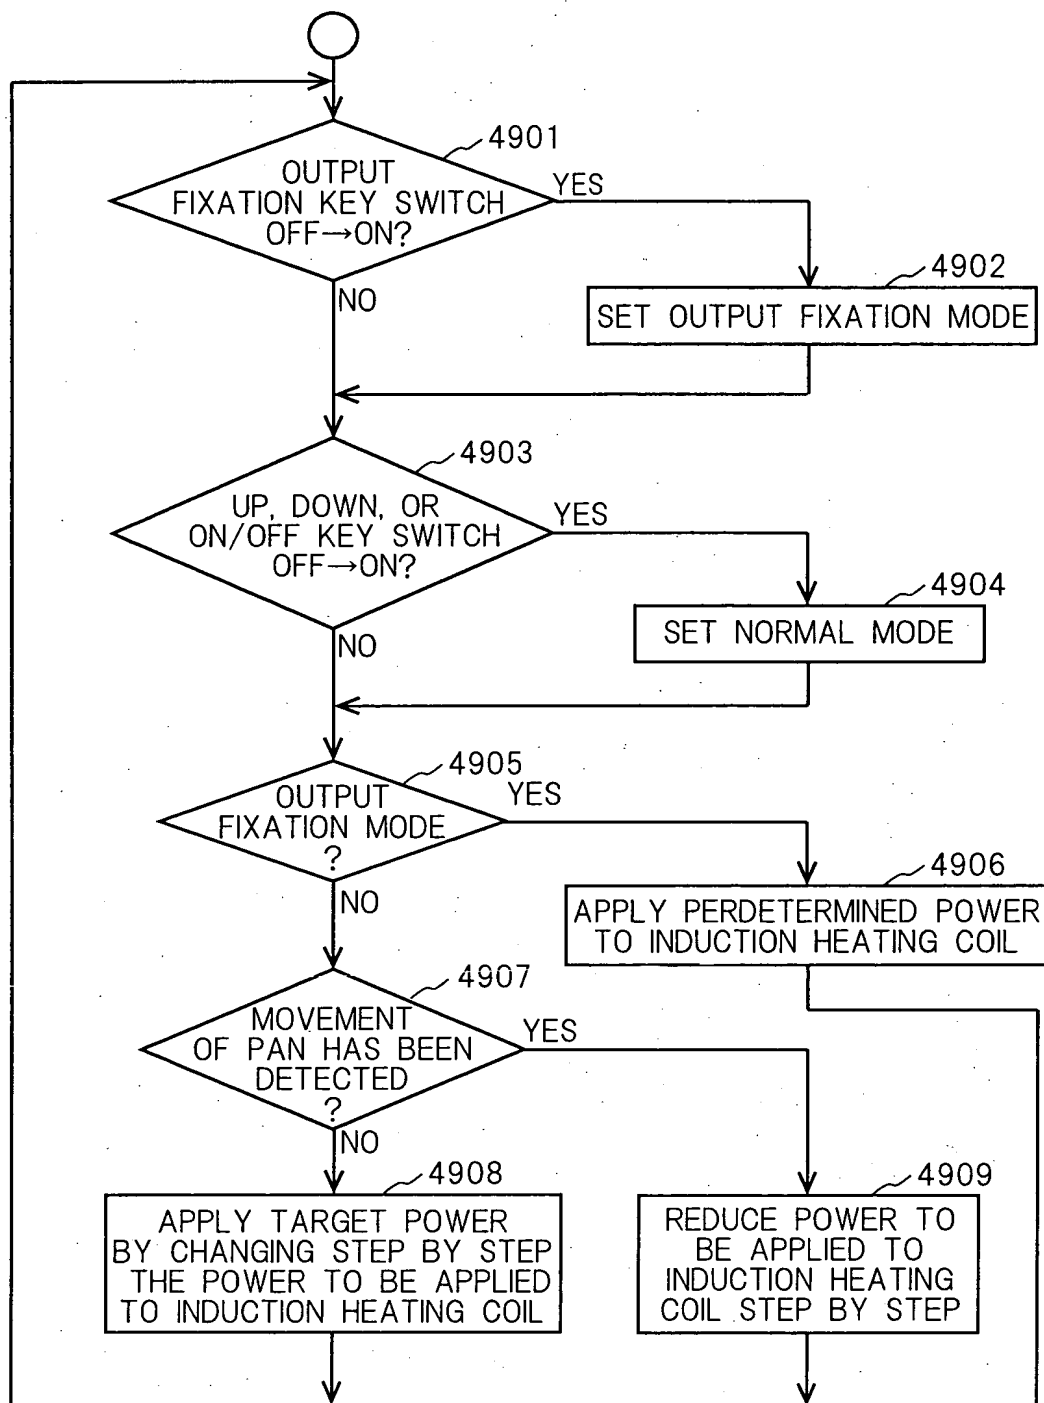 4901
OUTPUT
FIXATION KEY SWITCH
OFF→ON?
YES
NO
4902
SET OUTPUT FIXATION MODE
4903
UP, DOWN, OR
ON/OFF KEY SWITCH
OFF→ON?
YES
NO
4904
SET NORMAL MODE
4905
OUTPUT
FIXATION MODE
?
YES
NO
4906
APPLY PERDETERMINED POWER
TO INDUCTION HEATING COIL
4907
MOVEMENT
OF PAN HAS BEEN
DETECTED
?
YES
NO
4908
APPLY TARGET POWER
BY CHANGING STEP BY STEP
THE POWER TO BE APPLIED
TO INDUCTION HEATING COIL
4909
REDUCE POWER TO
BE APPLIED TO
INDUCTION HEATING
COIL STEP BY STEP